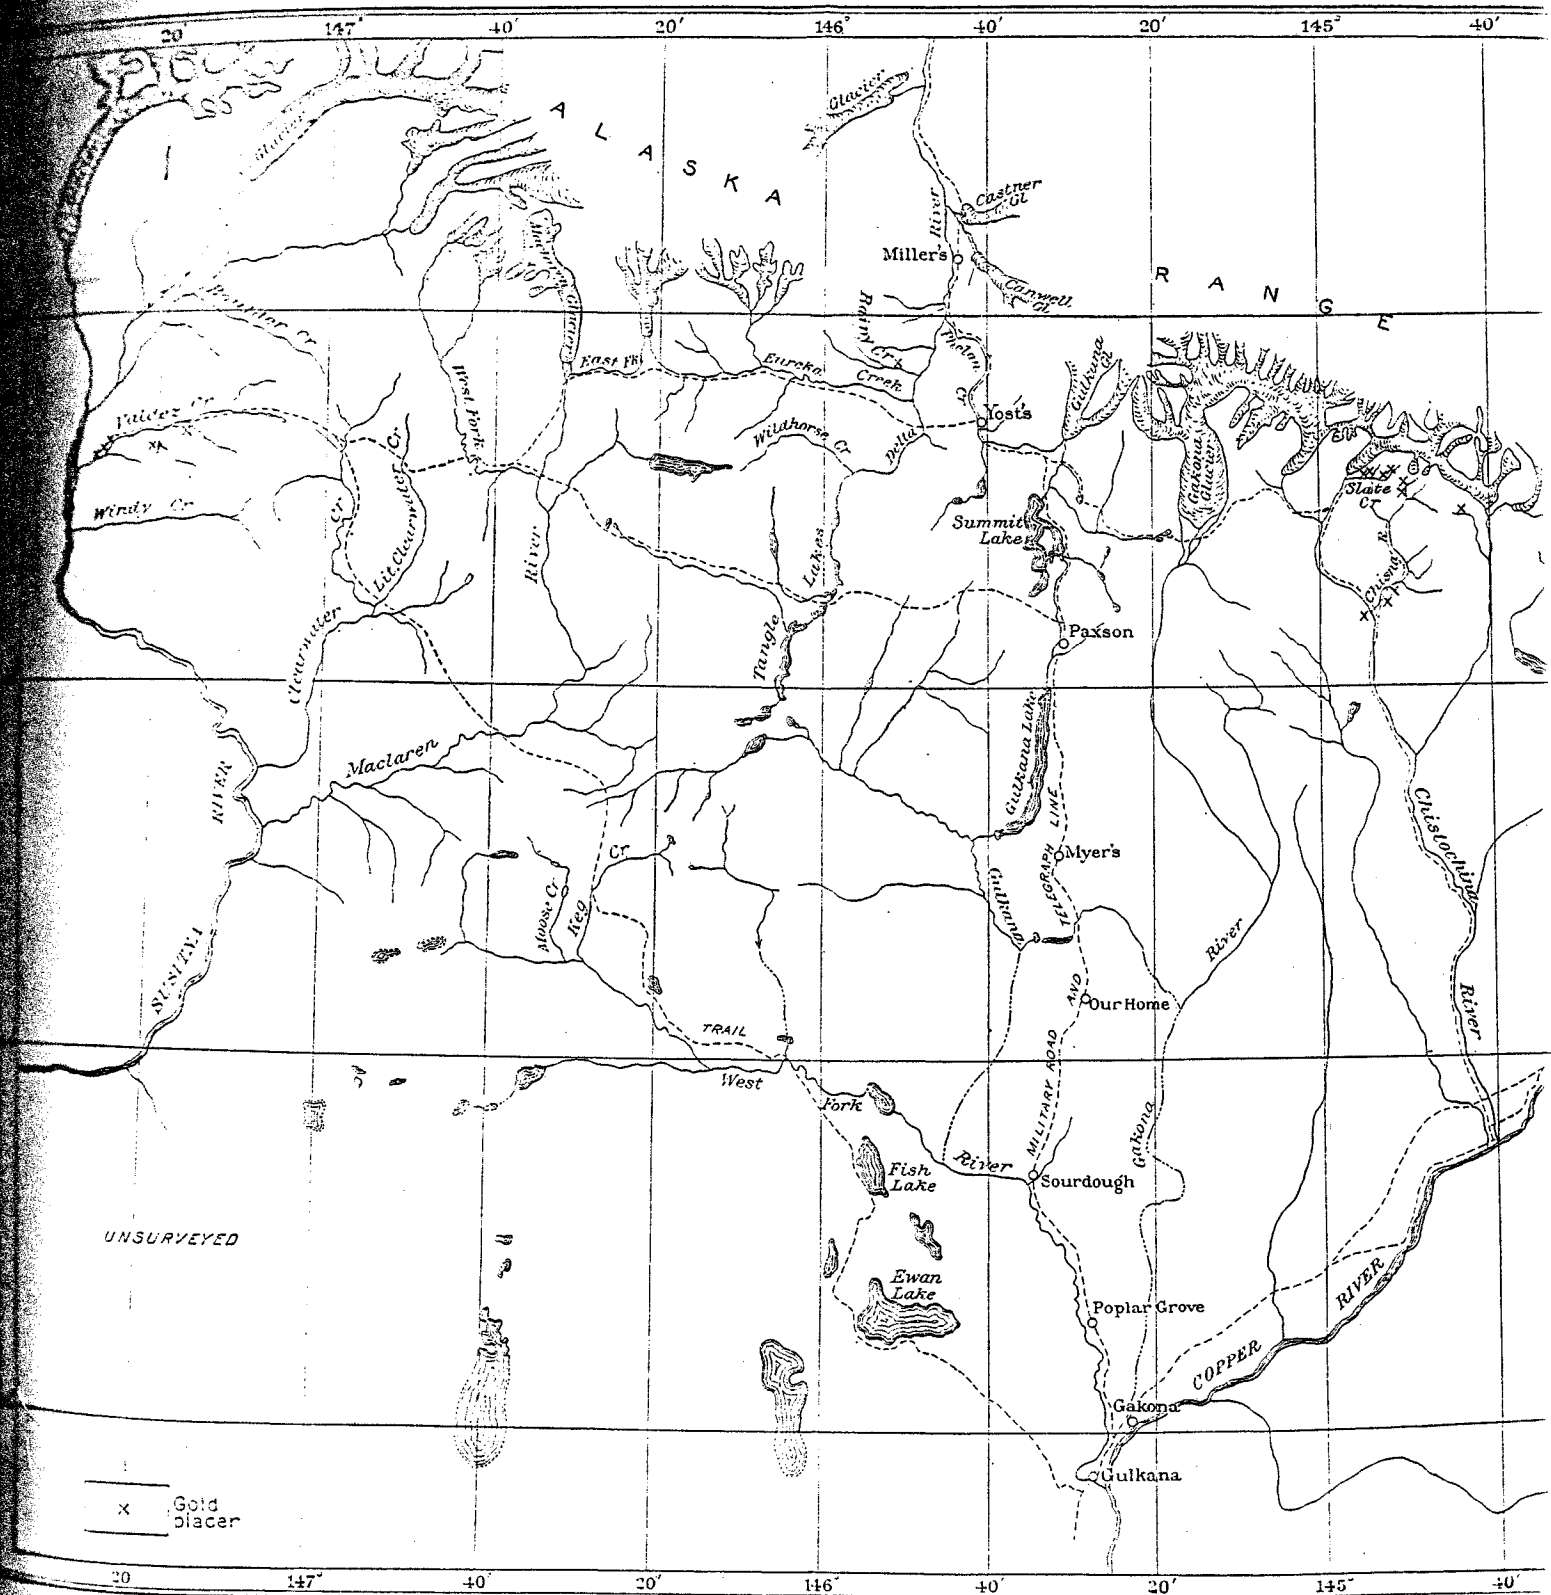 20′ 147° 40′ 20′ 146° 40′ 20′ 145° 40′
ALASKA
RANGE
Glacier
Glacier
River
Castner
Gl
Miller's
Canwell
Gl
Rainy Cr
Phelan
Cr
Gulkana
Gl
East Fk
Eureka
Creek
West Fork
Valdez Cr
Yost's
Wildhorse Cr
Delta
Gakona
Glacier
Slate
Cr
Windy Cr
Cr
Lit. Clearwater Cr
River
Lakes
Summit
Lake
Chisna R
Clearwater
Tangle
Paxson
RIVER
Maclaren
Gulkana Lake
LINE
Chistochina
Cr
Myer's
TELEGRAPH
Moose Cr
Keg
Gulkana
River
SUSITNA
AND
Our Home
River
TRAIL
West
Fork
MILITARY ROAD
Gakona
River
Fish
Lake
Sourdough
UNSURVEYED
Ewan
Lake
Poplar Grove
RIVER
COPPER
Gakona
Gulkana
x Gold
placer
20 147° 40′ 20′ 146° 40′ 20′ 145° 40′